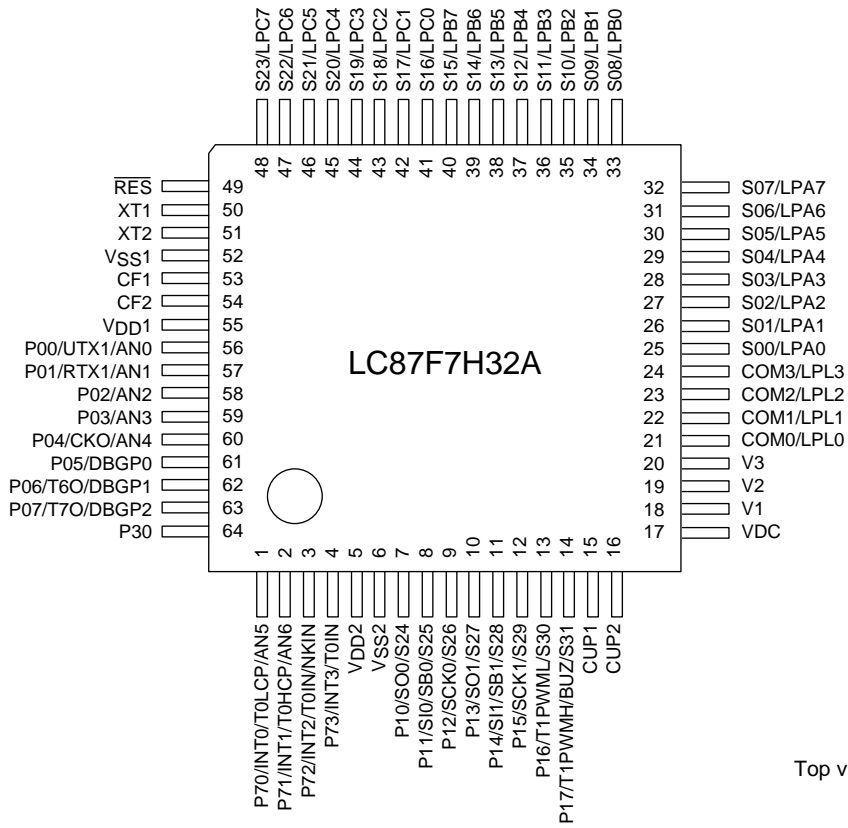 S23/LPC7
S22/LPC6
S21/LPC5
S20/LPC4
S19/LPC3
S18/LPC2
S17/LPC1
S16/LPC0
S15/LPB7
S14/LPB6
S13/LPB5
S12/LPB4
S11/LPB3
S10/LPB2
S09/LPB1
S08/LPB0
48
47
46
45
44
43
42
41
40
39
38
37
36
35
34
33
RES 49
XT1 50
XT2 51
VSS1 52
CF1 53
CF2 54
VDD1 55
P00/UTX1/AN0 56
P01/RTX1/AN1 57
P02/AN2 58
P03/AN3 59
P04/CKO/AN4 60
P05/DBGP0 61
P06/T6O/DBGP1 62
P07/T7O/DBGP2 63
P30 64
LC87F7H32A
32 S07/LPA7
31 S06/LPA6
30 S05/LPA5
29 S04/LPA4
28 S03/LPA3
27 S02/LPA2
26 S01/LPA1
25 S00/LPA0
24 COM3/LPL3
23 COM2/LPL2
22 COM1/LPL1
21 COM0/LPL0
20 V3
19 V2
18 V1
17 VDC
1
2
3
4
5
6
7
8
9
10
11
12
13
14
15
16
P70/INT0/T0LCP/AN5
P71/INT1/T0HCP/AN6
P72/INT2/T0IN/NKIN
P73/INT3/T0IN
VDD2
VSS2
P10/SO0/S24
P11/SI0/SB0/S25
P12/SCK0/S26
P13/SO1/S27
P14/SI1/SB1/S28
P15/SCK1/S29
P16/T1PWML/S30
P17/T1PWMH/BUZ/S31
CUP1
CUP2
Top v